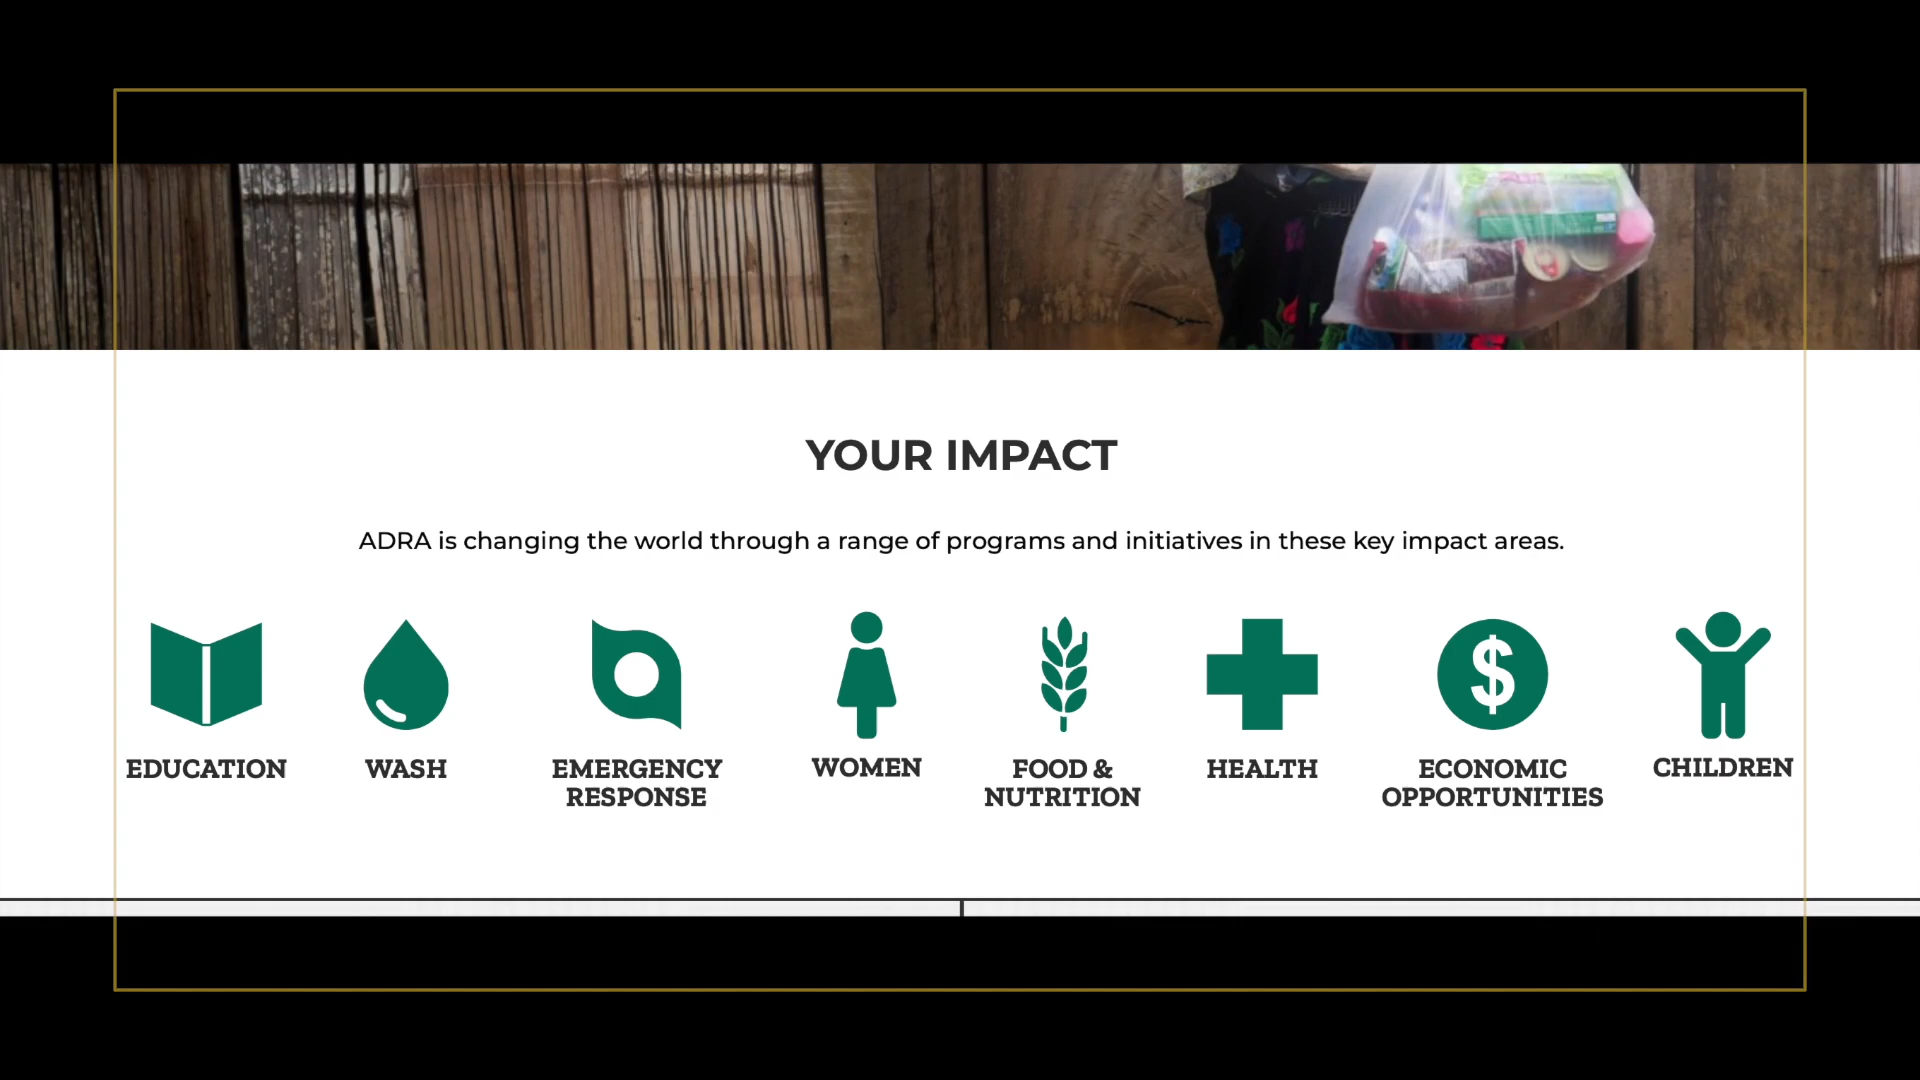 YOUR IMPACT
ADRA is changing the world through a range of programs and initiatives in these key impact areas.
EDUCATION
WASH
EMERGENCY
RESPONSE
WOMEN
FOOD &
NUTRITION
HEALTH
$
ECONOMIC
OPPORTUNITIES
CHILDREN